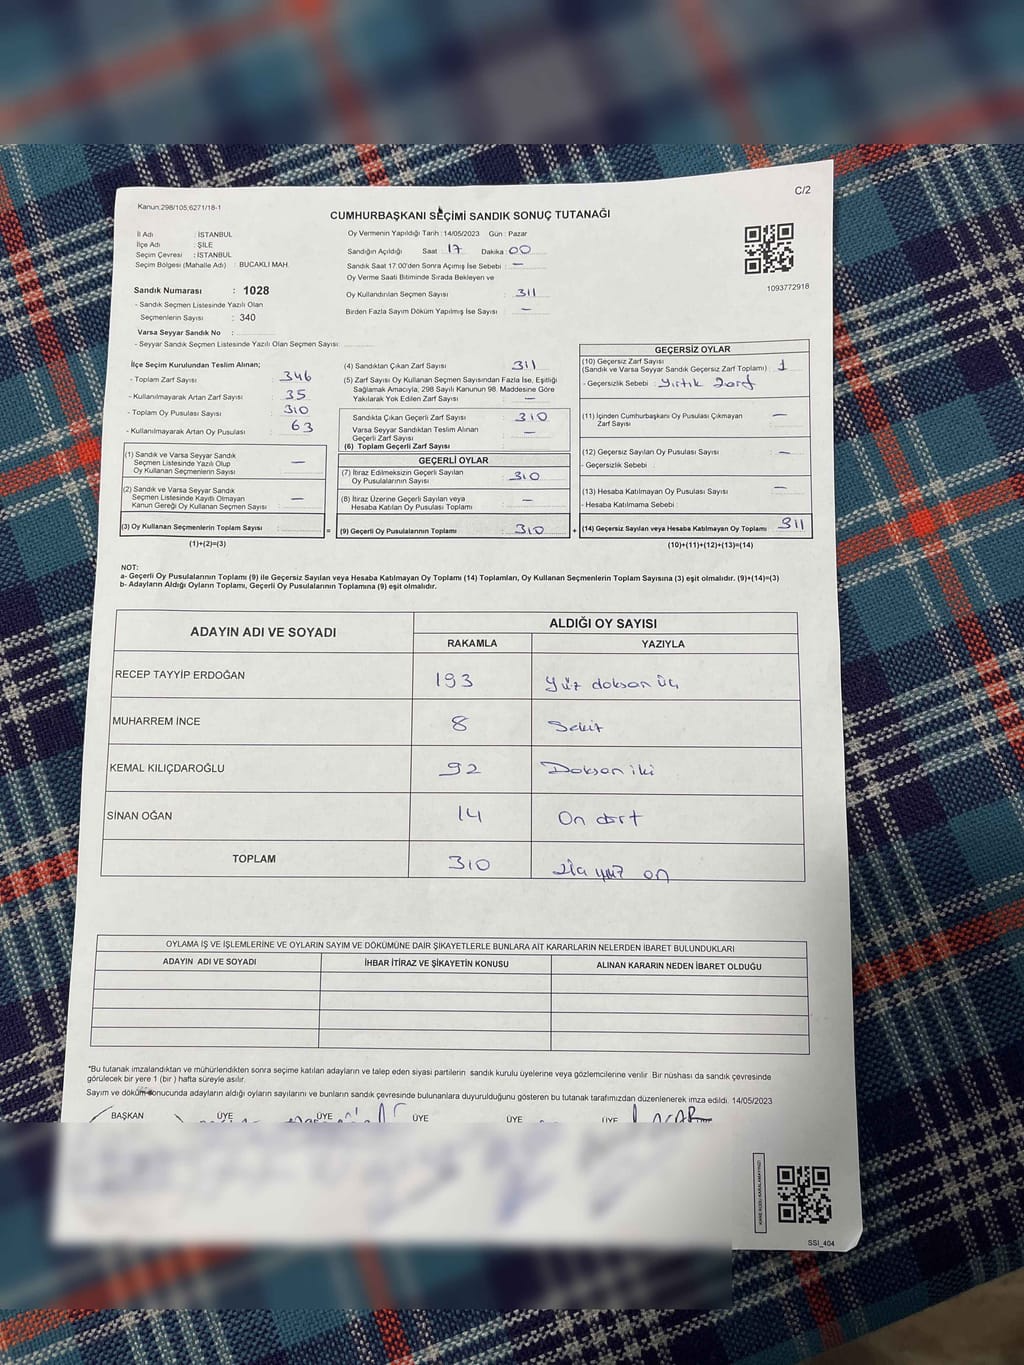 C/2
Kanun:298/105;6271/18-1
CUMHURBAŞKANI SEÇİMİ SANDIK SONUÇ TUTANAĞI
İl Adı : İSTANBUL
İlçe Adı : ŞİLE
Seçim Çevresi : İSTANBUL
Seçim Bölgesi (Mahalle Adı) : BUCAKLI MAH.
Sandık Numarası : 1028
- Sandık Seçmen Listesinde Yazılı Olan
Seçmenlerin Sayısı : 340
Varsa Seyyar Sandık No :
- Seyyar Sandık Seçmen Listesinde Yazılı Olan Seçmen Sayısı:
Oy Vermenin Yapıldığı Tarih : 14/05/2023 Gün : Pazar
Sandığın Açıldığı Saat : 17 Dakika : 00
Sandık Saat 17.00'den Sonra Açımış İse Sebebi : —
Oy Verme Saati Bitiminde Sırada Bekleyen ve
Oy Kullandırılan Seçmen Sayısı : 311
Birden Fazla Sayım Döküm Yapılmış İse Sayısı : —
1093772918
İlçe Seçim Kurulundan Teslim Alınan;
- Toplam Zarf Sayısı : 346
- Kullanılmayarak Artan Zarf Sayısı : 35
- Toplam Oy Pusulası Sayısı : 310
- Kullanılmayarak Artan Oy Pusulası : 63
(1) Sandık ve Varsa Seyyar Sandık
Seçmen Listesinde Yazılı Olup
Oy Kullanan Seçmenlerin Sayısı : —
(2) Sandık ve Varsa Seyyar Sandık
Seçmen Listesinde Kayıtlı Olmayan
Kanun Gereği Oy Kullanan Seçmen Sayısı : —
(3) Oy Kullanan Seçmenlerin Toplam Sayısı :
(1)+(2)=(3)
(4) Sandıktan Çıkan Zarf Sayısı : 311
(5) Zarf Sayısı Oy Kullanan Seçmen Sayısından Fazla İse, Eşitliği
Sağlamak Amacıyla; 298 Sayılı Kanunun 98. Maddesine Göre
Yakılarak Yok Edilen Zarf Sayısı : —
Sandıkta Çıkan Geçerli Zarf Sayısı : 310
Varsa Seyyar Sandıktan Teslim Alınan
Geçerli Zarf Sayısı : —
(6) Toplam Geçerli Zarf Sayısı
GEÇERLİ OYLAR
(7) İtiraz Edilmeksizin Geçerli Sayılan
Oy Pusulalarının Sayısı : 310
(8) İtiraz Üzerine Geçerli Sayılan veya
Hesaba Katılan Oy Pusulası Toplamı : —
= (9) Geçerli Oy Pusulalarının Toplamı : 310
GEÇERSİZ OYLAR
(10) Geçersiz Zarf Sayısı
(Sandık ve Varsa Seyyar Sandık Geçersiz Zarf Toplamı) : 1
- Geçersizlik Sebebi : Yırtık Zarf
(11) İçinden Cumhurbaşkanı Oy Pusulası Çıkmayan
Zarf Sayısı : —
(12) Geçersiz Sayılan Oy Pusulası Sayısı : —
- Geçersizlik Sebebi :
(13) Hesaba Katılmayan Oy Pusulası Sayısı : —
- Hesaba Katılmama Sebebi :
+ (14) Geçersiz Sayılan veya Hesaba Katılmayan Oy Toplamı : 311
(10)+(11)+(12)+(13)=(14)
NOT:
a- Geçerli Oy Pusulalarının Toplamı (9) ile Geçersiz Sayılan veya Hesaba Katılmayan Oy Toplamı (14) Toplamları, Oy Kullanan Seçmenlerin Toplam Sayısına (3) eşit olmalıdır. (9)+(14)=(3)
b- Adayların Aldığı Oyların Toplamı, Geçerli Oy Pusulalarının Toplamına (9) eşit olmalıdır.
ADAYIN ADI VE SOYADI ALDIĞI OY SAYISI
RAKAMLA YAZIYLA
RECEP TAYYİP ERDOĞAN 193 Yüz doksan üç
MUHARREM İNCE 8 Sekiz
KEMAL KILIÇDAROĞLU 92 Doksan iki
SİNAN OĞAN 14 On dört
TOPLAM 310 yüz on
OYLAMA İŞ VE İŞLEMLERİNE VE OYLARIN SAYIM VE DÖKÜMÜNE DAİR ŞİKAYETLERLE BUNLARA AİT KARARLARIN NELERDEN İBARET BULUNDUKLARI
ADAYIN ADI VE SOYADI İHBAR İTİRAZ VE ŞİKAYETİN KONUSU ALINAN KARARIN NEDEN İBARET OLDUĞU
*Bu tutanak imzalandıktan ve mühürlendikten sonra seçime katılan adayların ve talep eden siyasi partilerin sandık kurulu üyelerine veya gözlemcilerine verilir. Bir nüshası da sandık çevresinde
görülecek bir yere 1 (bir ) hafta süreyle asılır.
Sayım ve döküm sonucunda adayların aldığı oyların sayılarını ve bunların sandık çevresinde bulunanlara duyurulduğunu gösteren bu tutanak tarafımızdan düzenlenerek imza edildi. 14/05/2023
BAŞKAN ÜYE ÜYE ÜYE ÜYE ÜYE
SSI_404